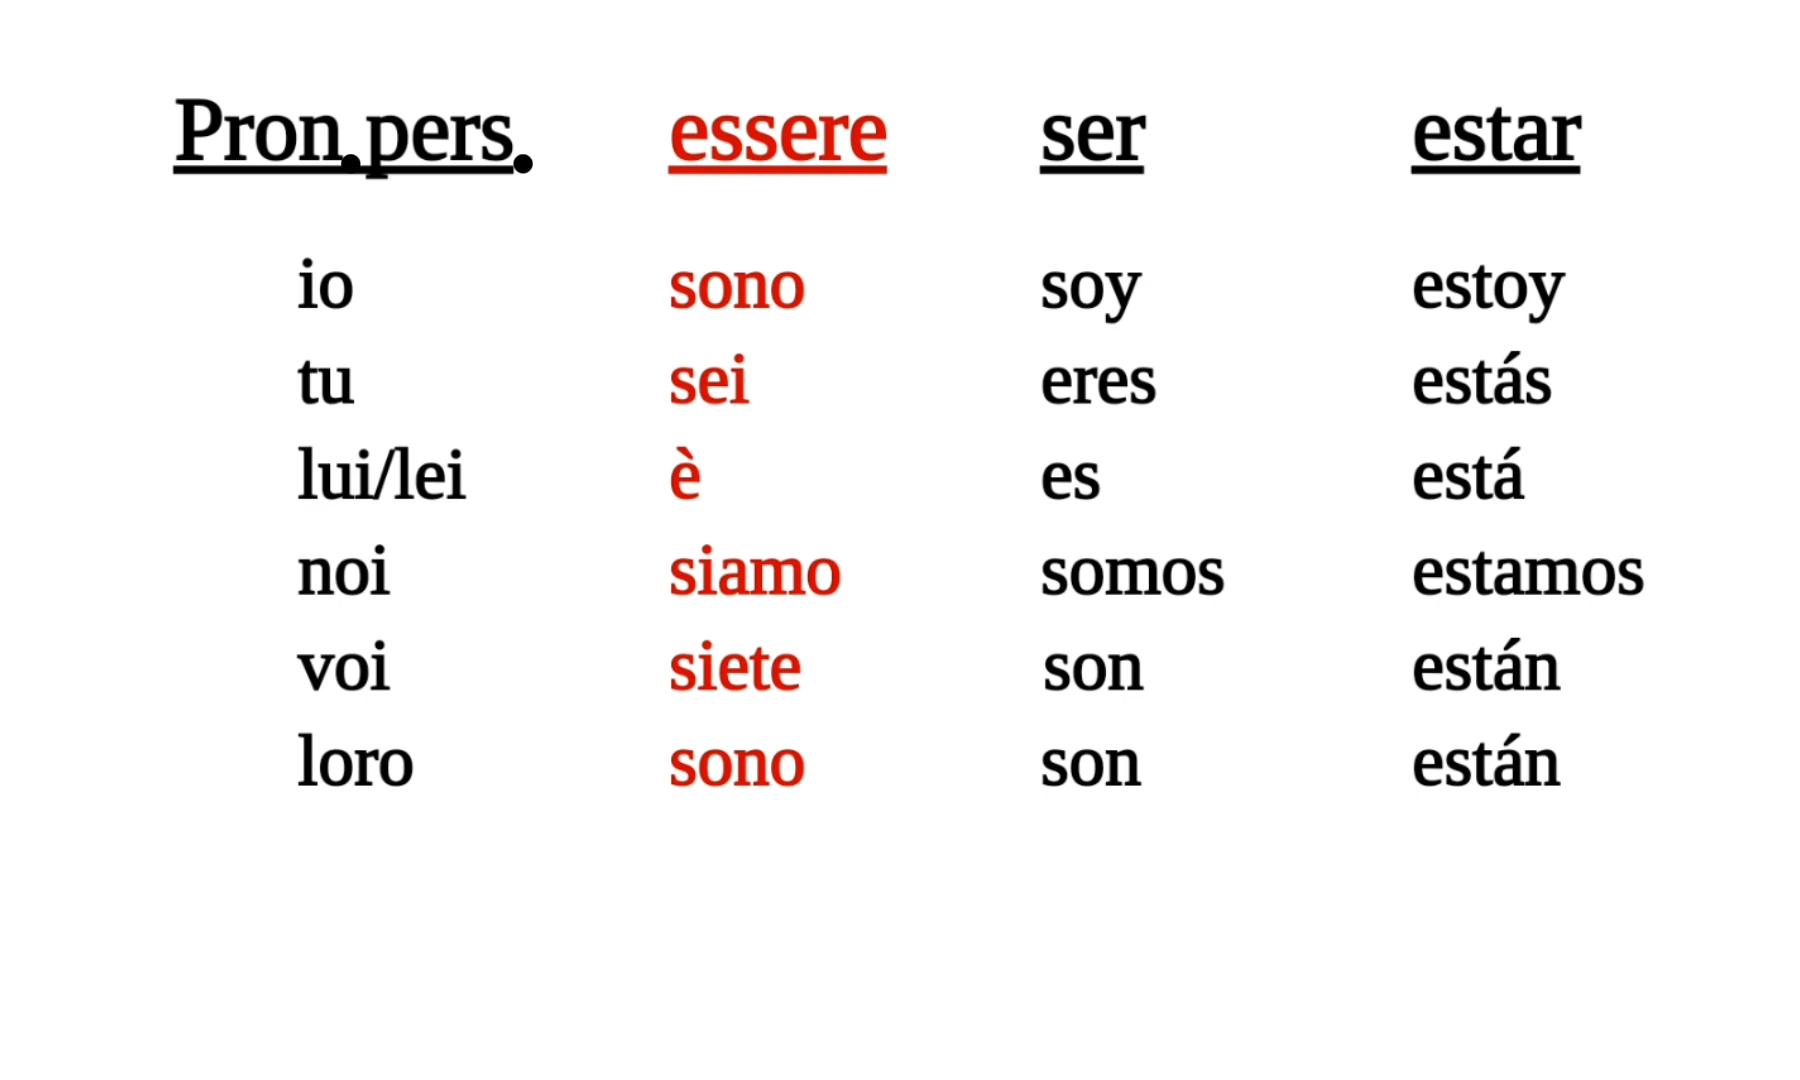 Pron.pers. essere ser estar
io sono soy estoy
tu sei eres estás
lui/lei è es está
noi siamo somos estamos
voi siete son están
loro sono son están